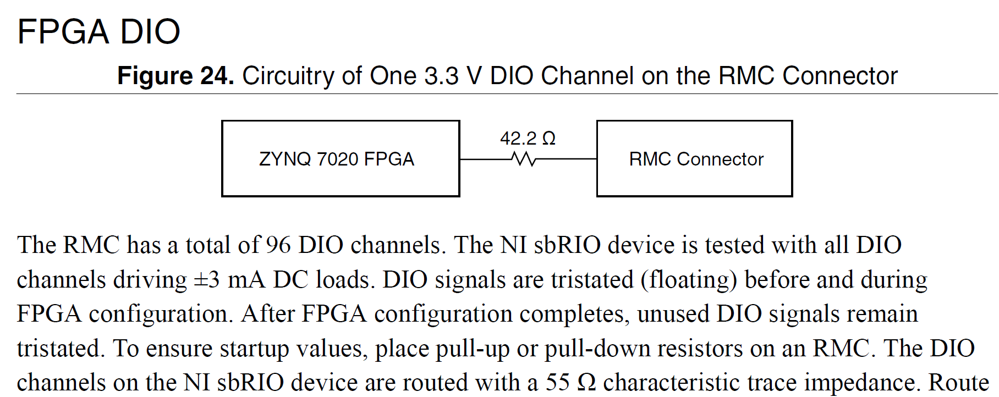 FPGA DIO
Figure 24. Circuitry of One 3.3 V DIO Channel on the RMC Connector
42.2 Ω
ZYNQ 7020 FPGA
RMC Connector
The RMC has a total of 96 DIO channels. The NI sbRIO device is tested with all DIO
channels driving ±3 mA DC loads. DIO signals are tristated (floating) before and during
FPGA configuration. After FPGA configuration completes, unused DIO signals remain
tristated. To ensure startup values, place pull-up or pull-down resistors on an RMC. The DIO
channels on the NI sbRIO device are routed with a 55 Ω characteristic trace impedance. Route